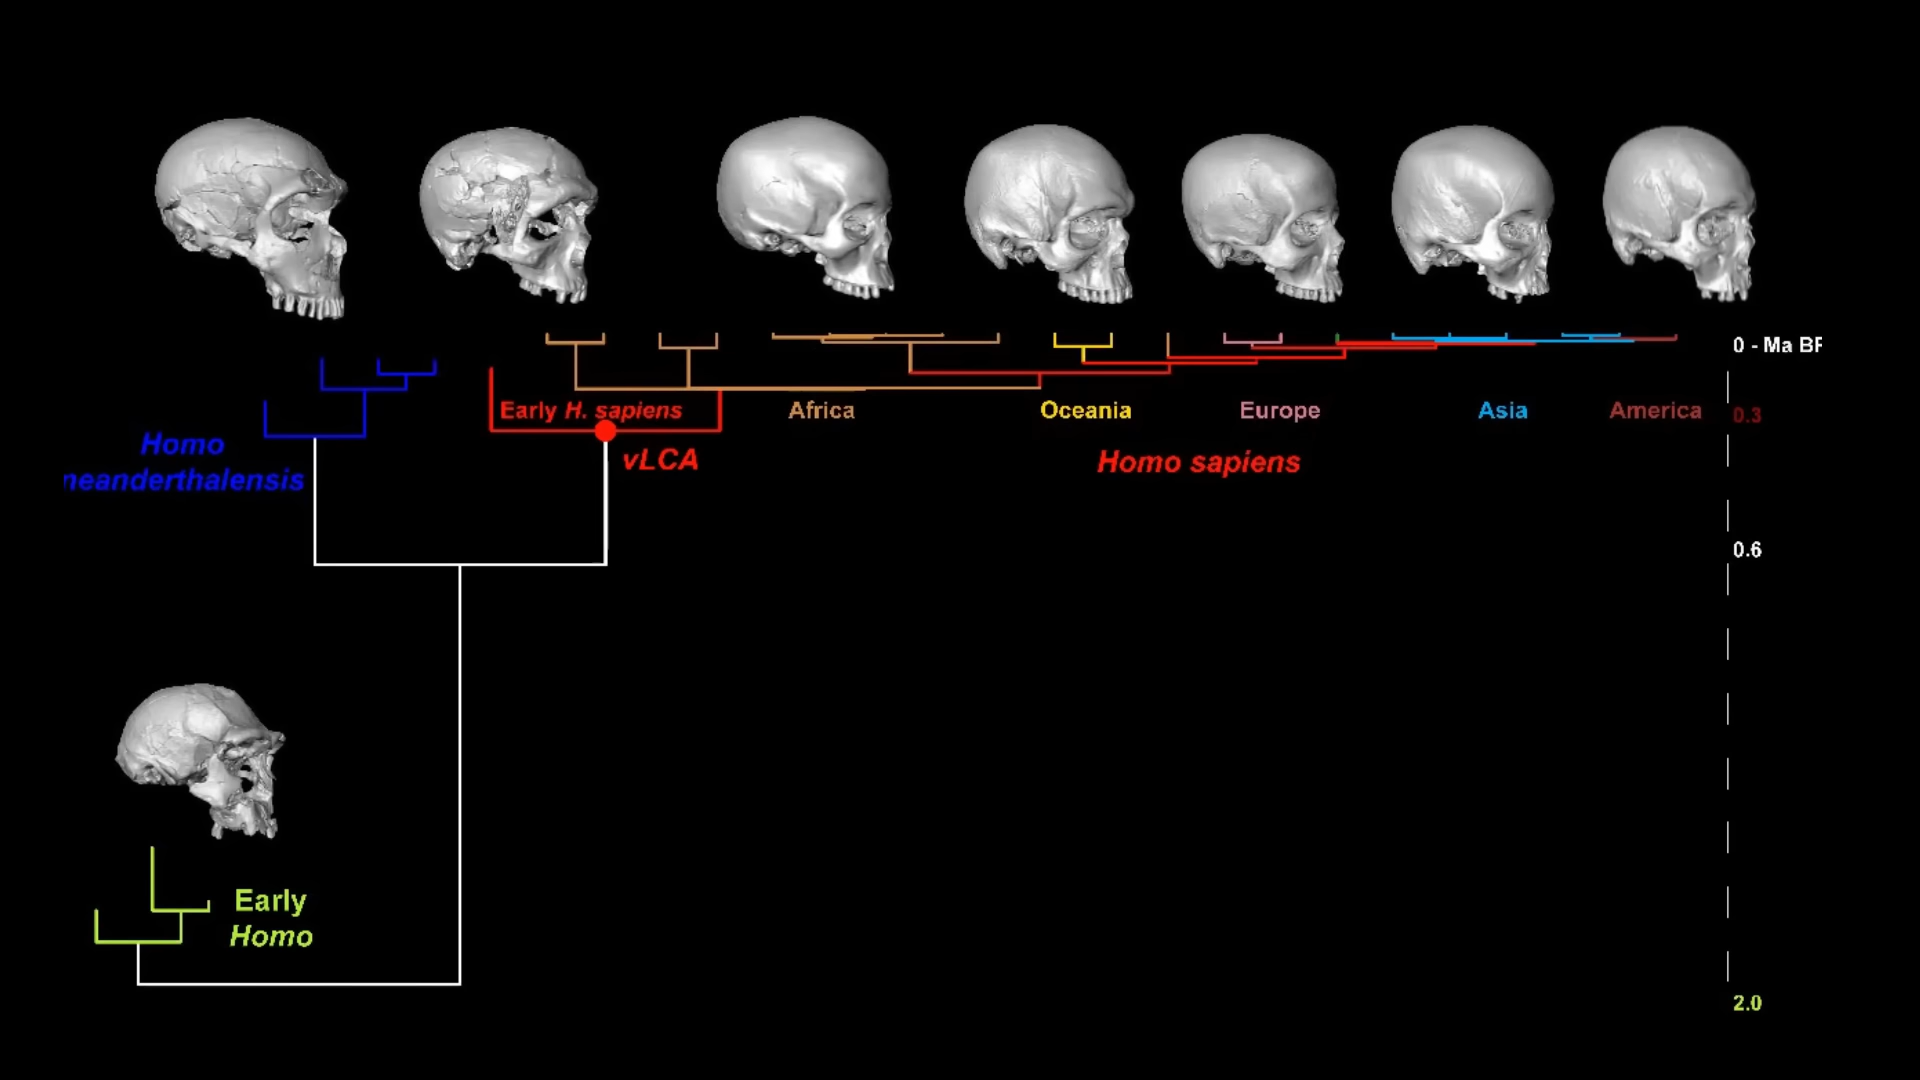 0 - Ma BP
Early H. sapiens
Africa
Oceania
Europe
Asia
America
0.3
Homo
neanderthalensis
vLCA
Homo sapiens
0.6
Early
Homo
2.0